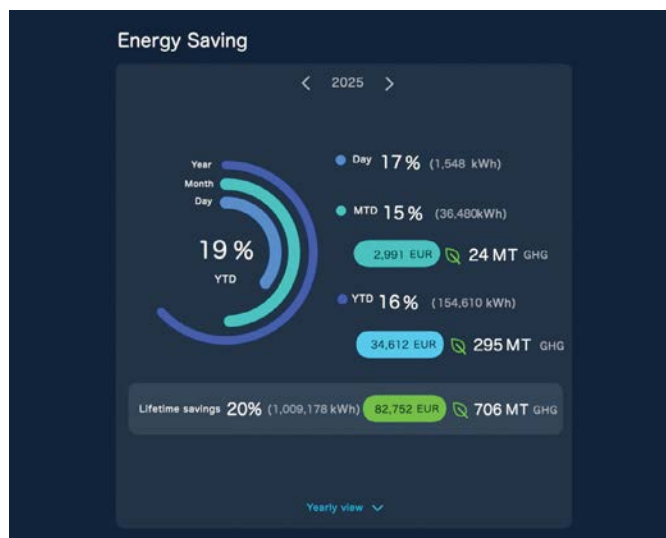 Energy Saving
2025
Year
Month
Day
19%
YTD
Day 17% (1,548 kWh)
MTD 15% (36,480kWh)
2,991 EUR 24 MT GHG
YTD 16% (154,610 kWh)
34,612 EUR 295 MT GHG
Lifetime savings 20% (1,009,178 kWh) 82,752 EUR 706 MT GHG
Yearly view